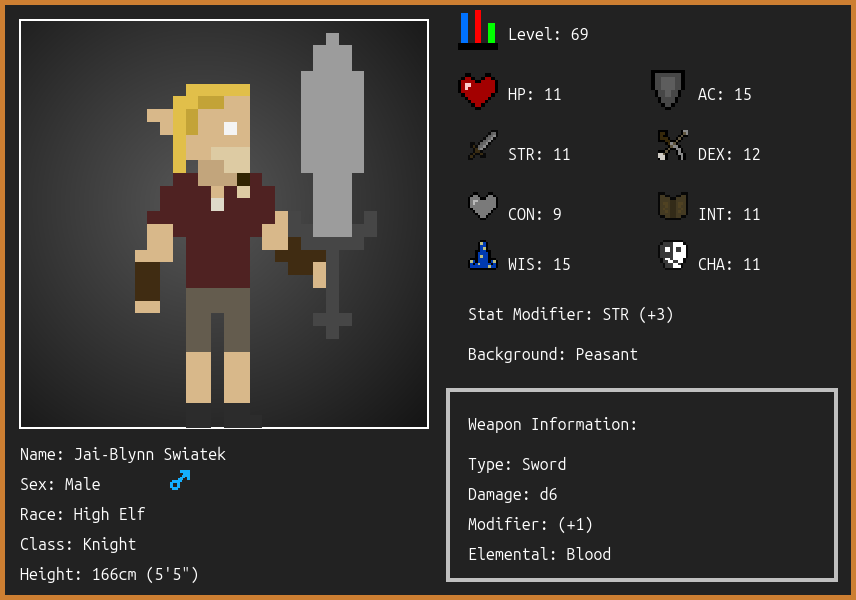 Level: 69
HP: 11
AC: 15
STR: 11
DEX: 12
CON: 9
INT: 11
WIS: 15
CHA: 11
Stat Modifier: STR (+3)
Background: Peasant
Weapon Information:
Type: Sword
Damage: d6
Modifier: (+1)
Elemental: Blood
Name: Jai-Blynn Swiatek
Sex: Male
Race: High Elf
Class: Knight
Height: 166cm (5'5")